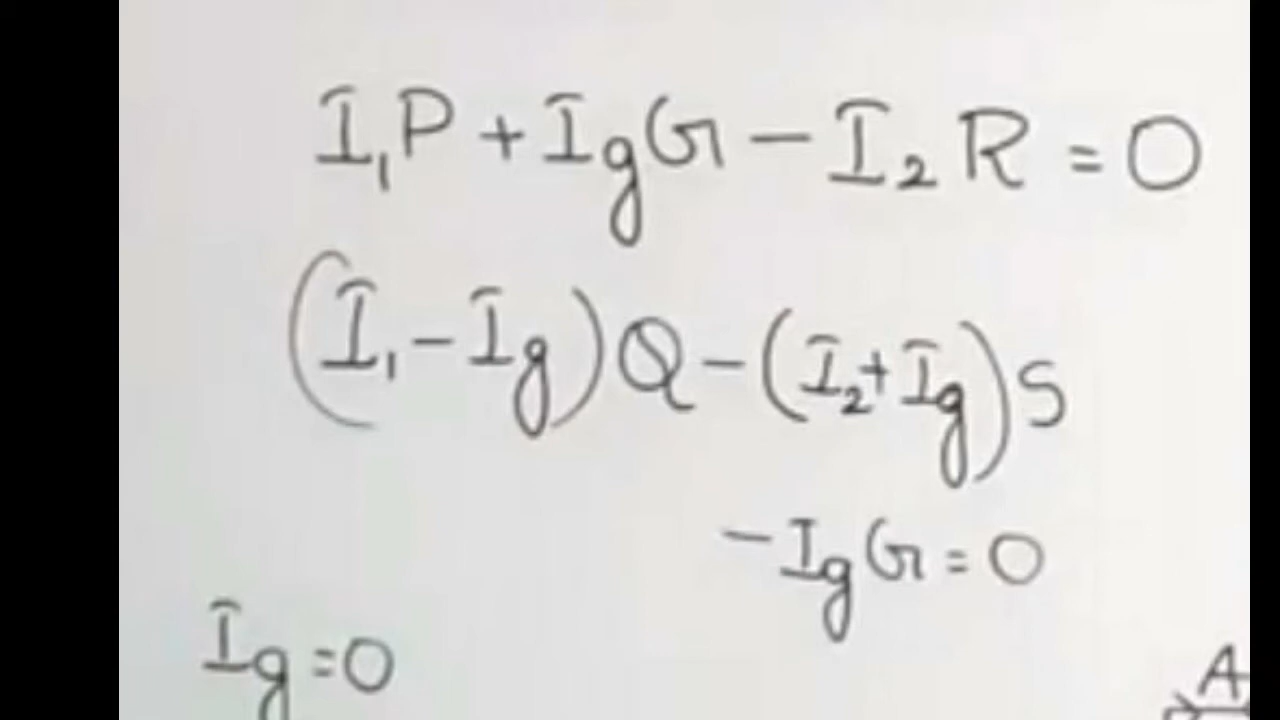 I₁P + IgG - I₂R = 0
(I₁ - Ig)Q - (I₂ + Ig)S
- IgG = 0
Ig = 0
A